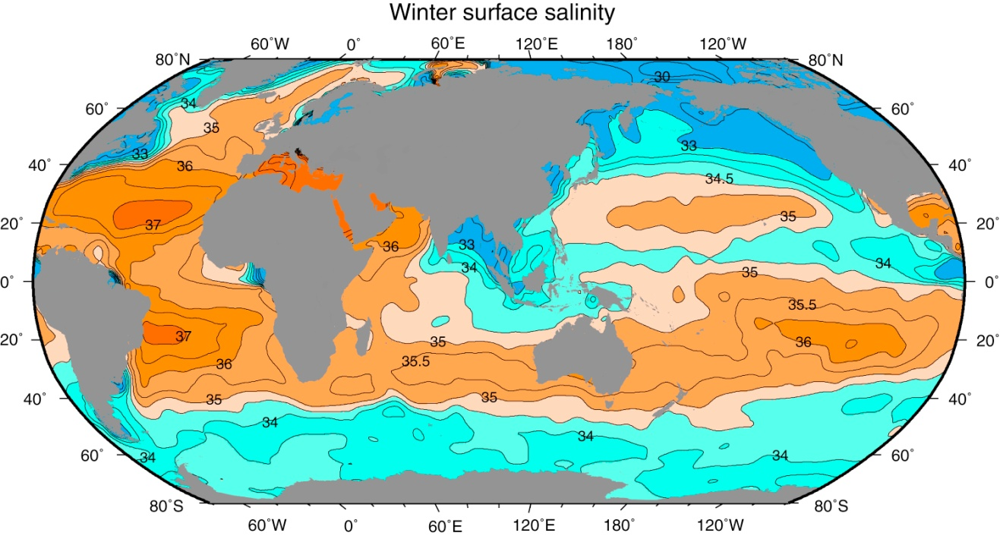 Winter surface salinity
60˚W 0˚ 60˚E 120˚E 180˚ 120˚W
80˚N 80˚N
30
34
60˚ 60˚
35
33 33
40˚ 36 40˚
34.5
37 35
20˚ 20˚
36 33
34 34
35
0˚ 0˚
35.5
37 35 36
20˚ 20˚
36 35.5
35 35
40˚ 40˚
34
34
60˚ 34 34 60˚
80˚S 80˚S
60˚W 0˚ 60˚E 120˚E 180˚ 120˚W